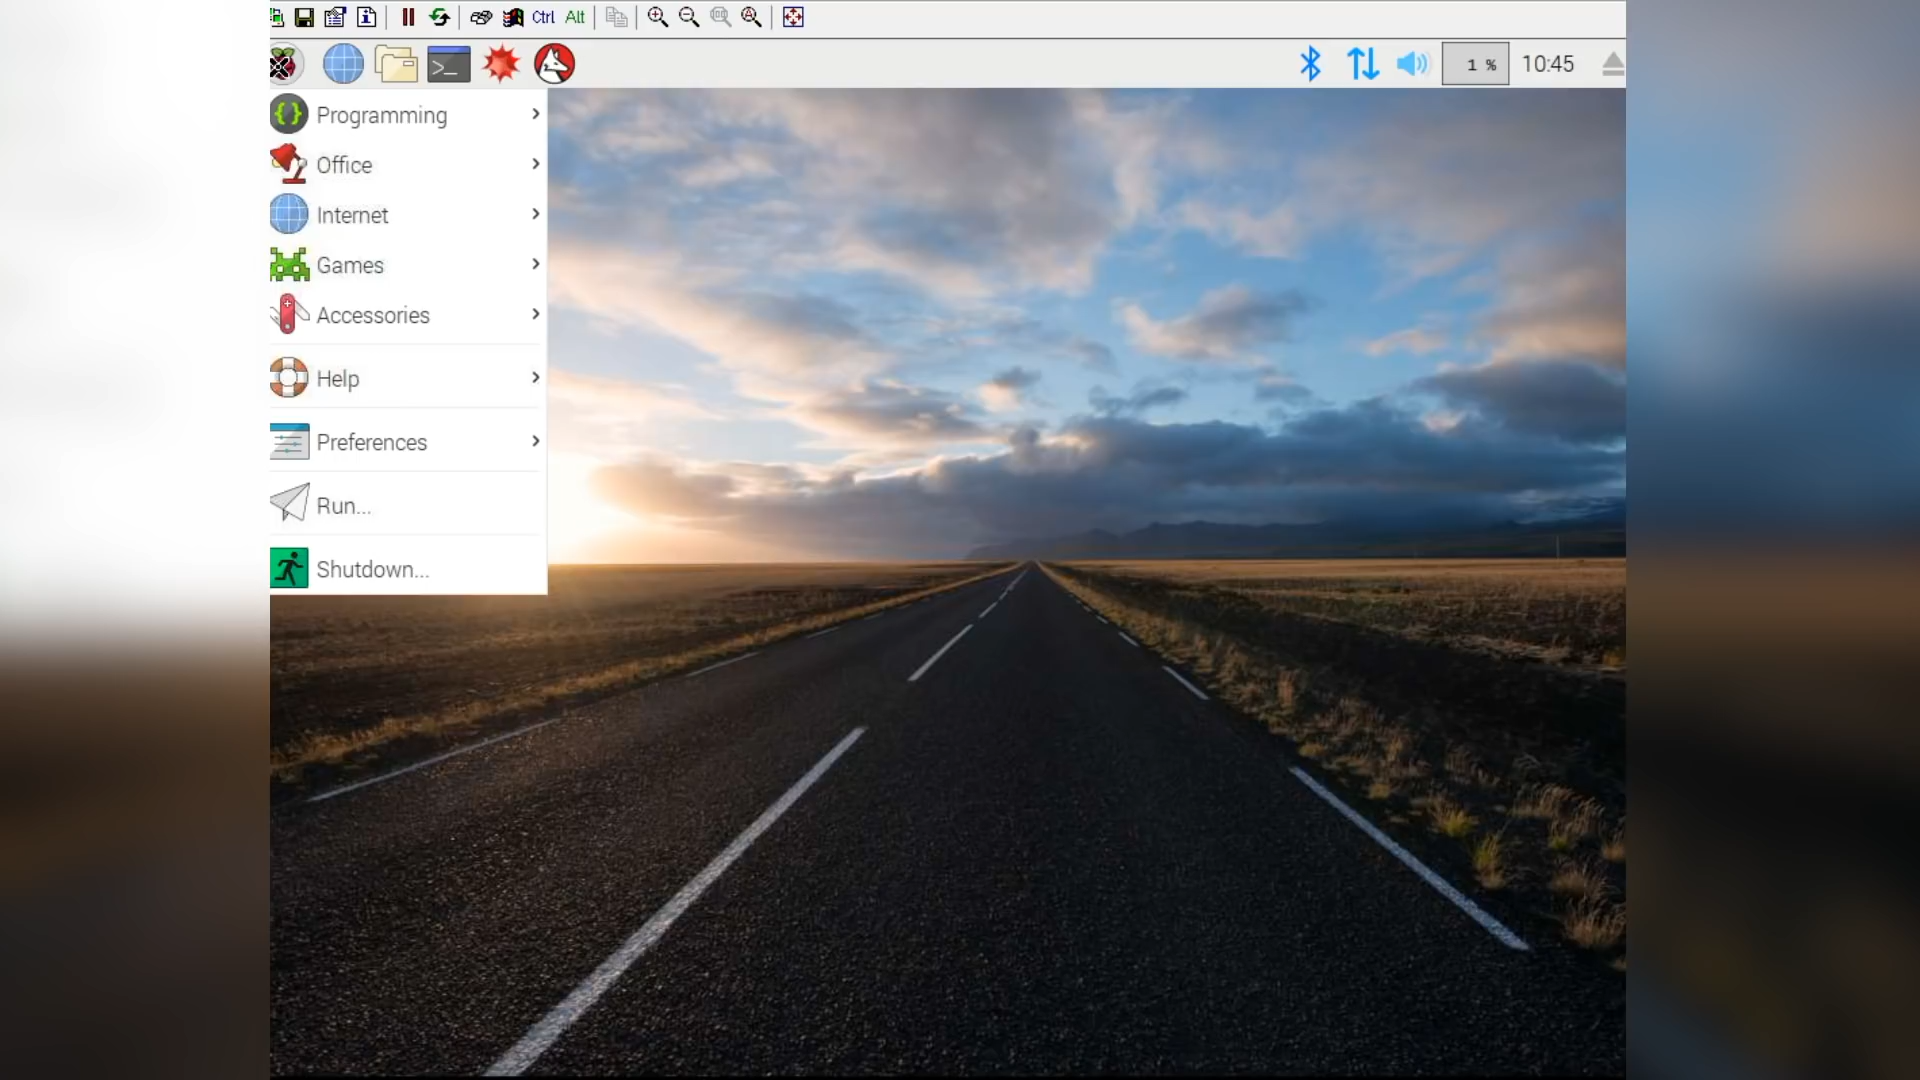 Ctrl Alt
>_
1 % 10:45
Programming
Office
Internet
Games
Accessories
Help
Preferences
Run...
Shutdown...